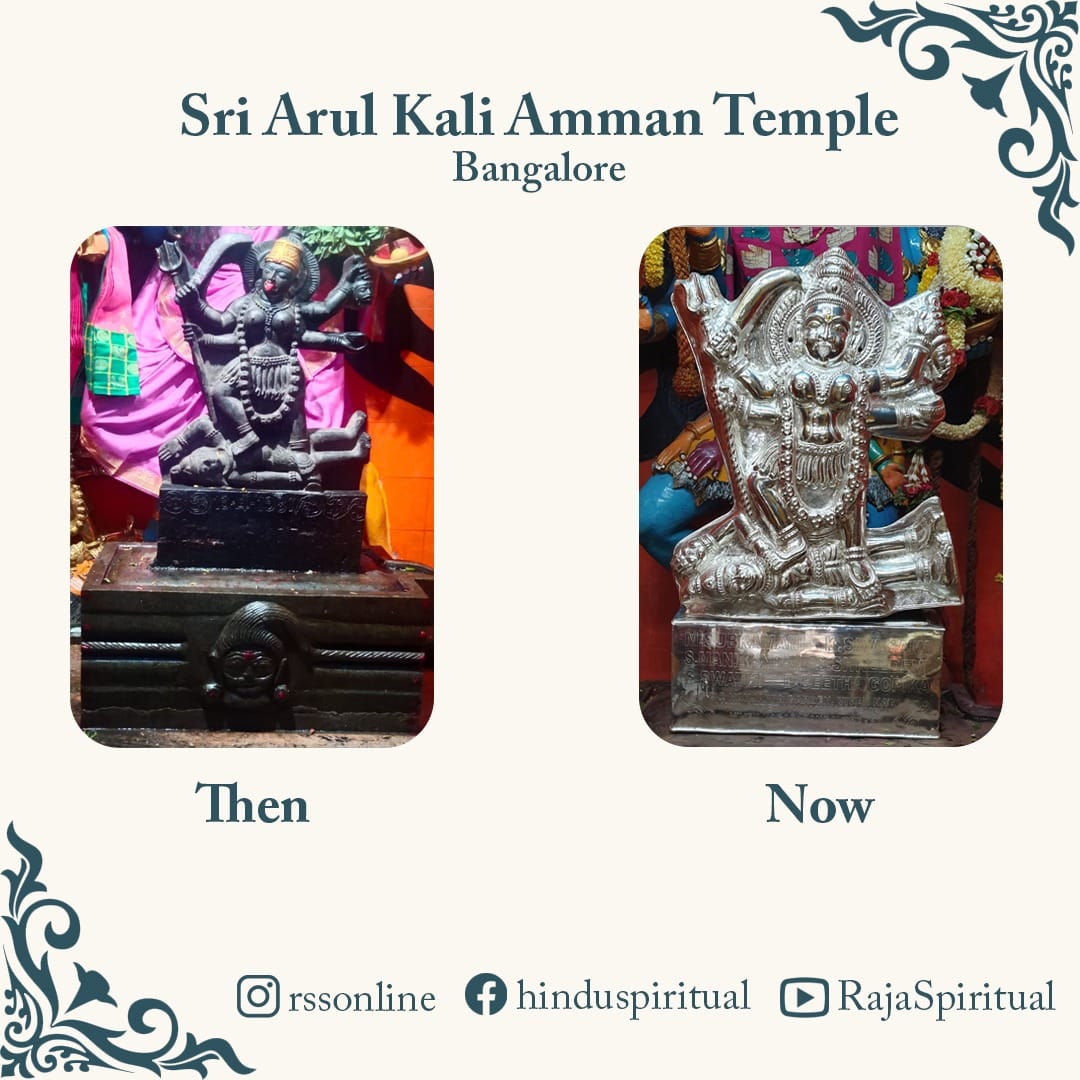 Sri Arul Kali Amman Temple
Bangalore
Then
Now
rssonline
hinduspiritual
RajaSpiritual